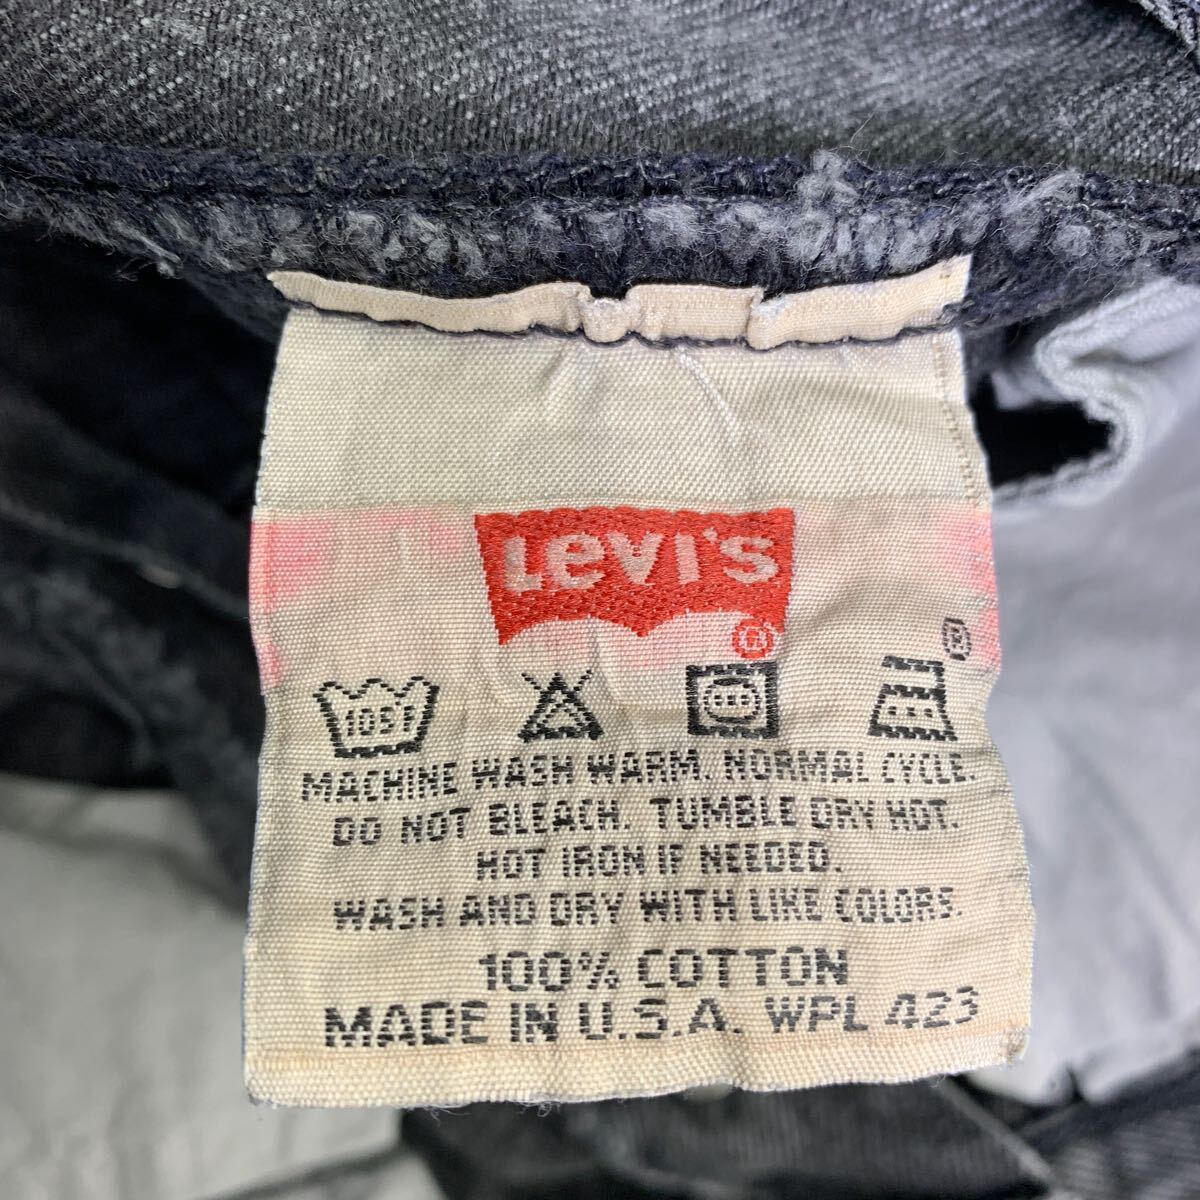 Levi's
®
®
105F
MACHINE WASH WARM. NORMAL CYCLE.
DO NOT BLEACH. TUMBLE DRY HOT.
HOT IRON IF NEEDED.
WASH AND DRY WITH LIKE COLORS.
100% COTTON
MADE IN U.S.A. WPL 423